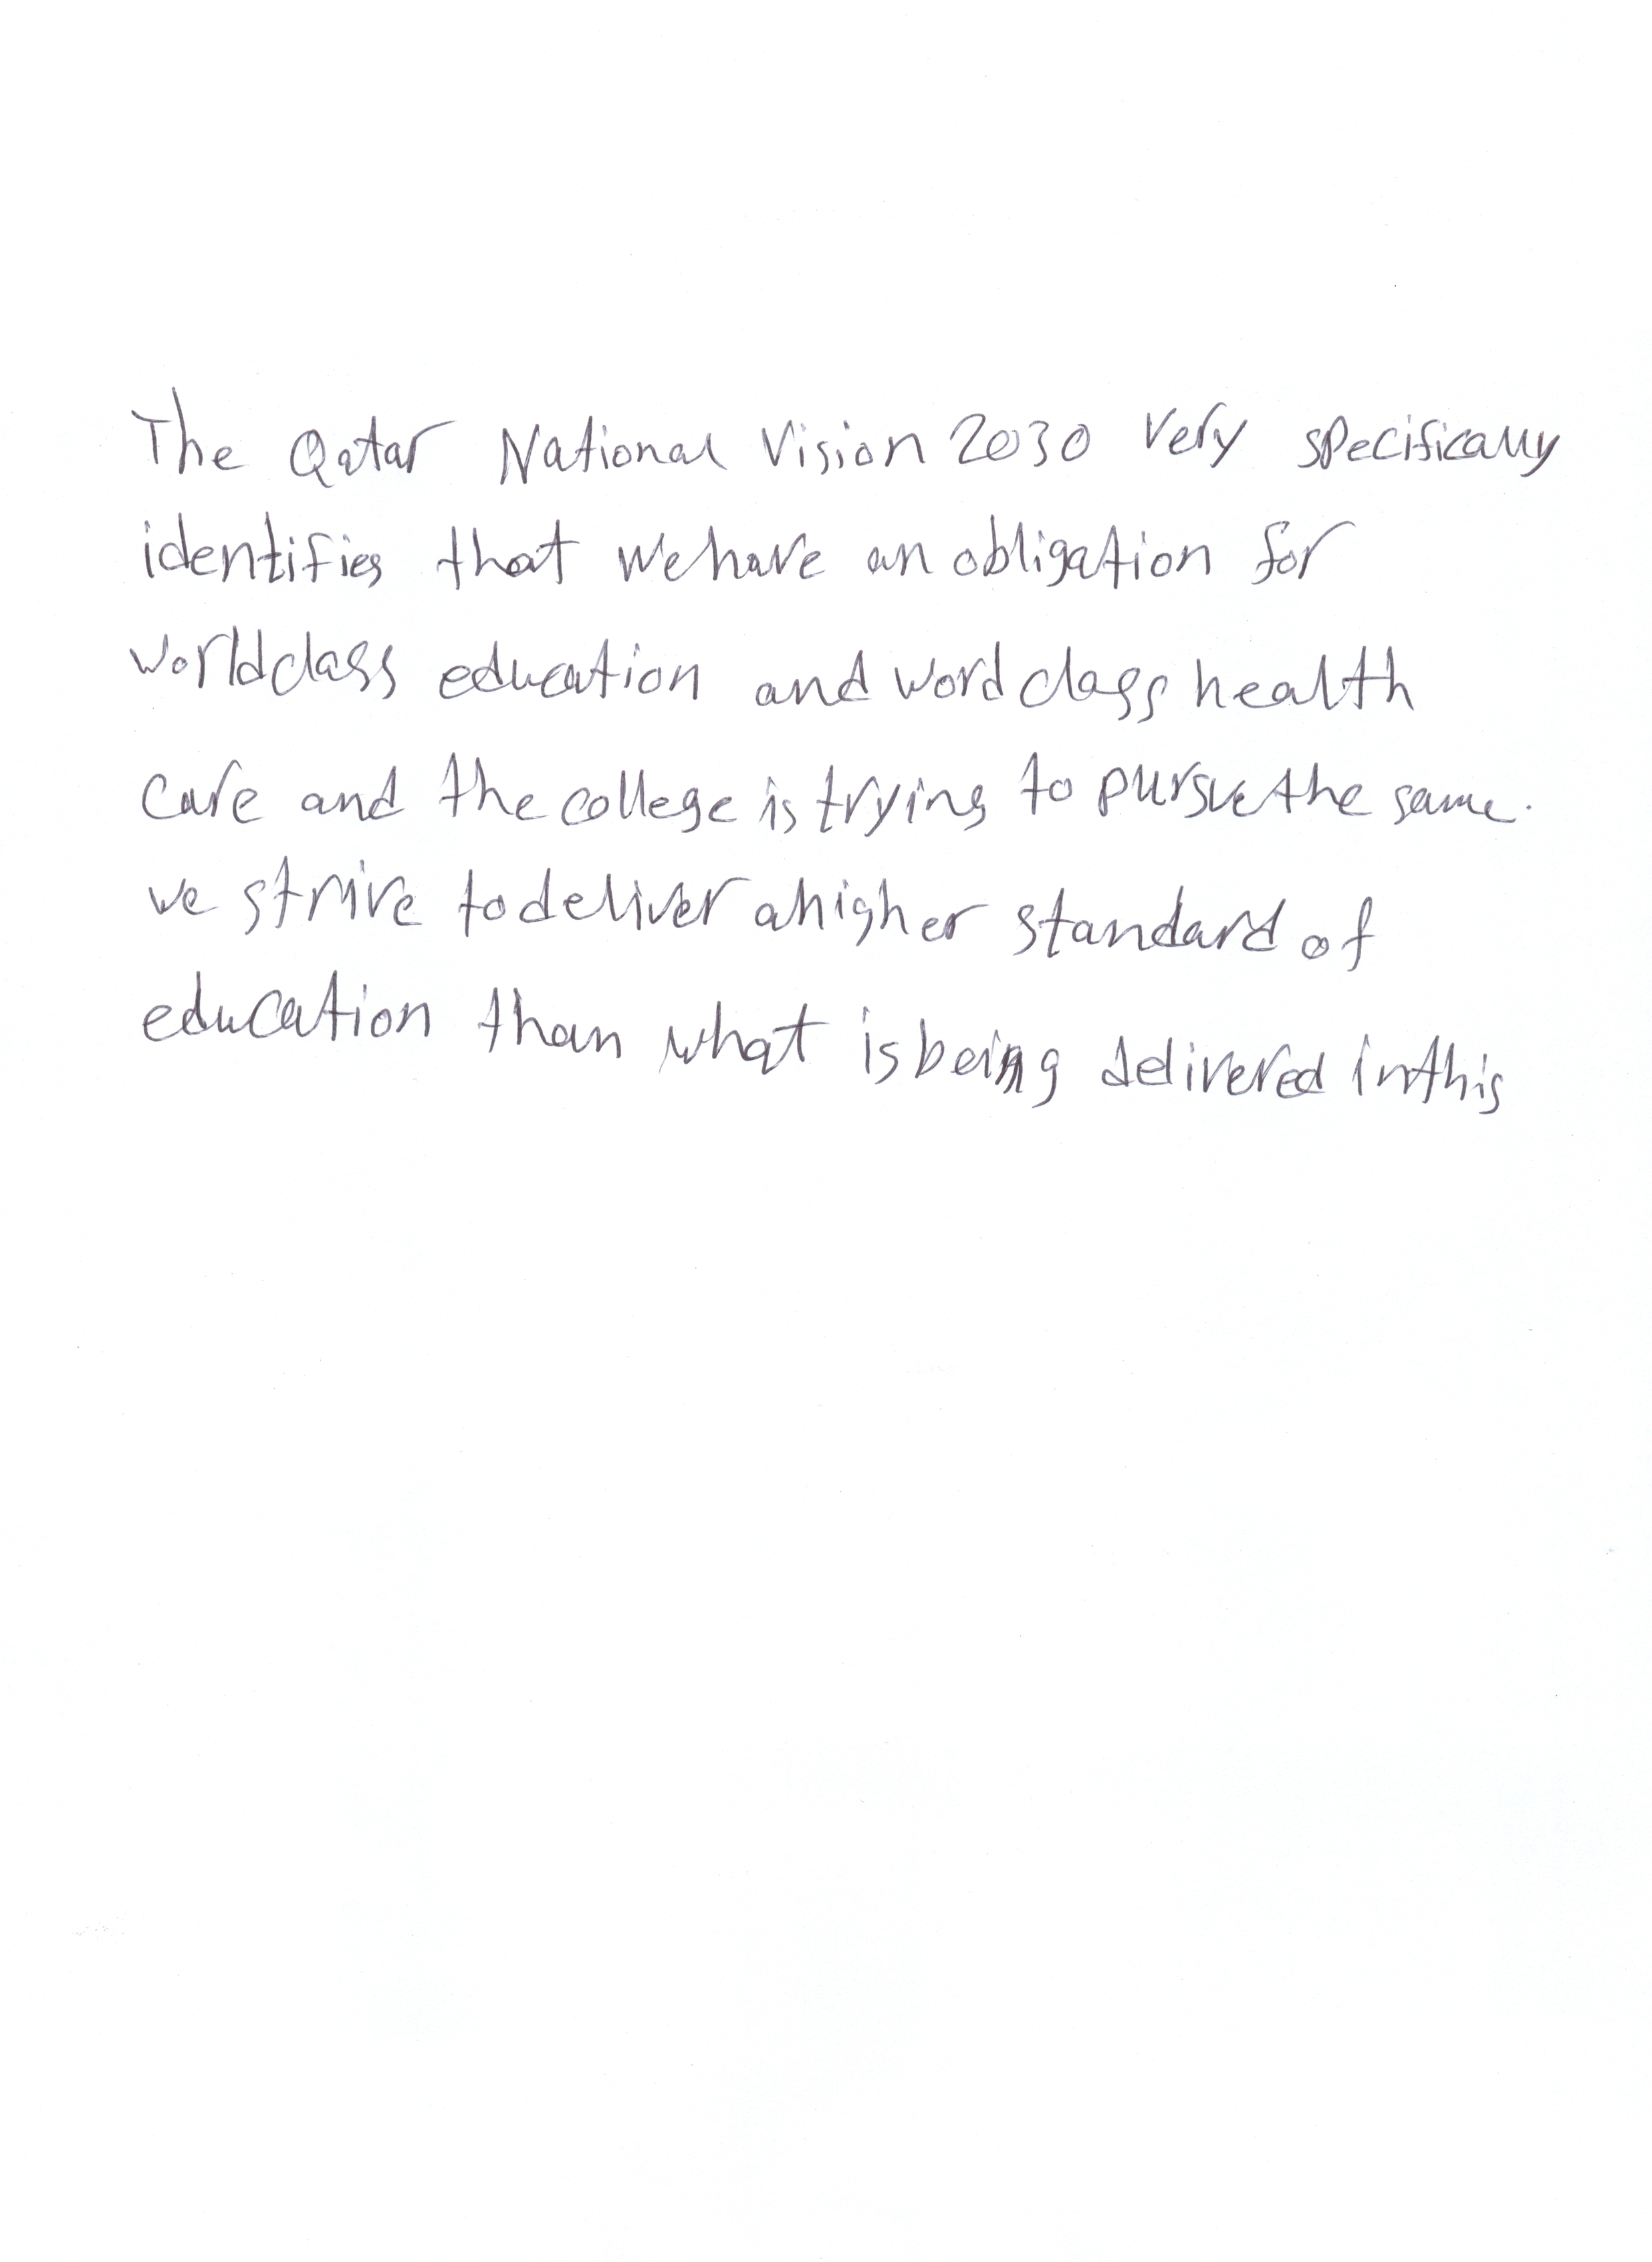 The Qatar National Vision 2030 very specifically
identifies that we have an obligation for
world class education and word class health
care and the college is trying to pursue the same.
we strive to deliver a higher standard of
education than what is being delivered in this